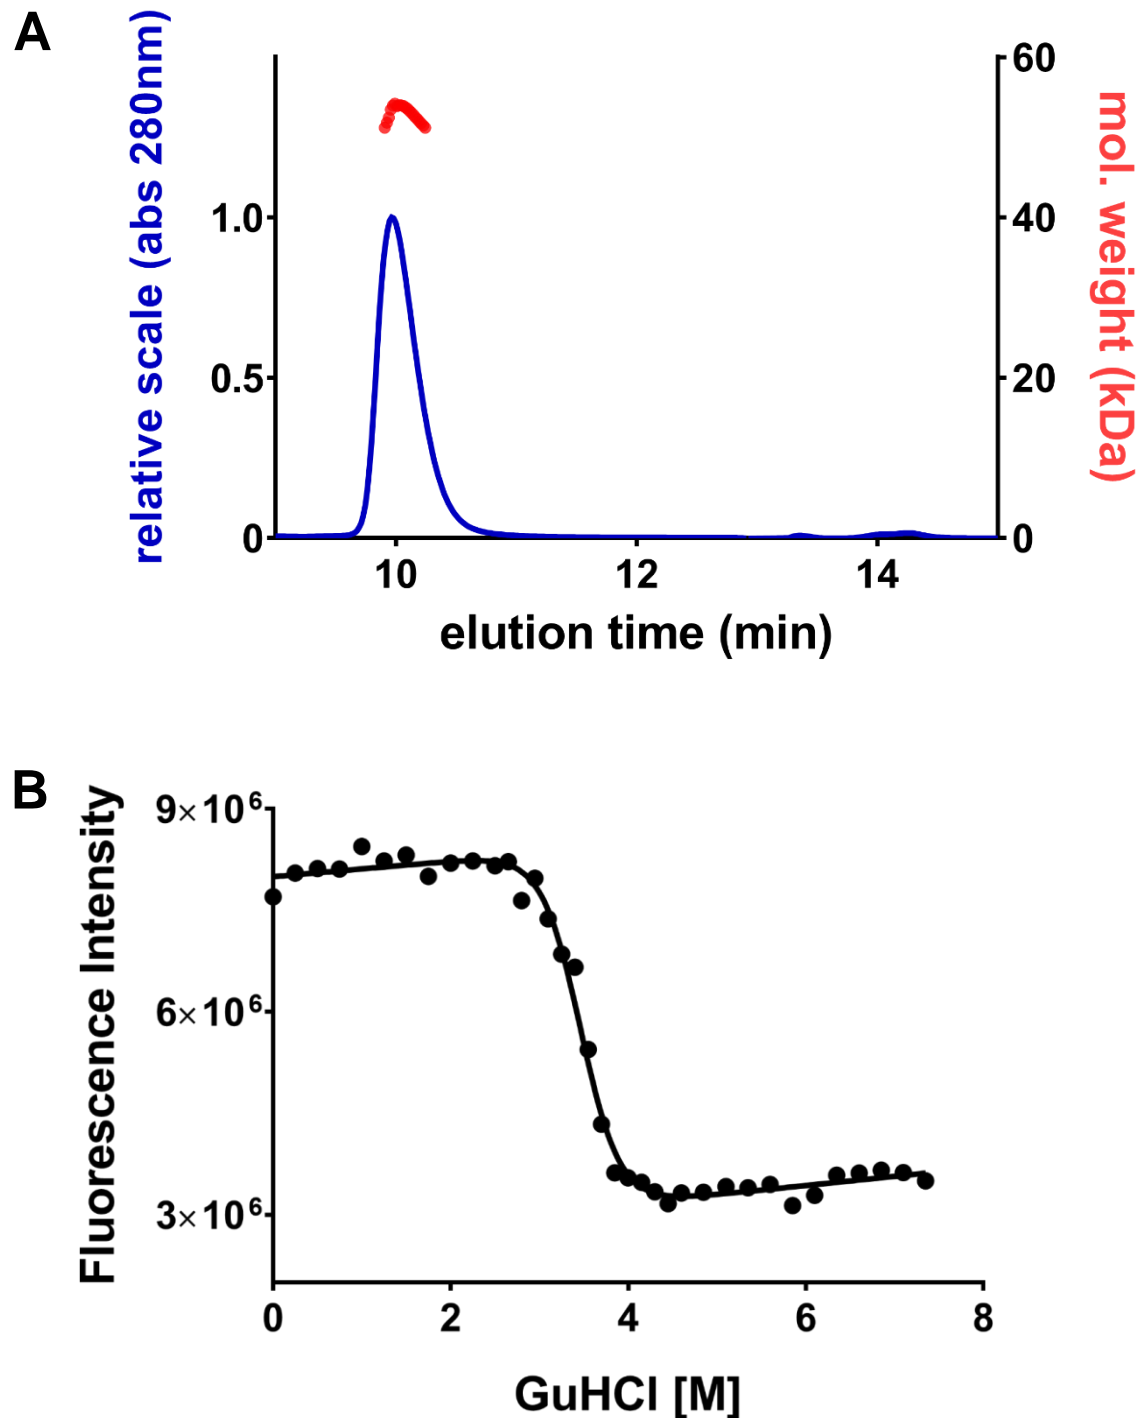 A
relative scale (abs 280nm)
mol. weight (kDa)
60
1.0
40
0.5
20
0
0
10
12
14
elution time (min)
B
Fluorescence Intensity
9×10⁶
6×10⁶
3×10⁶
0
2
4
6
8
GuHCl [M]